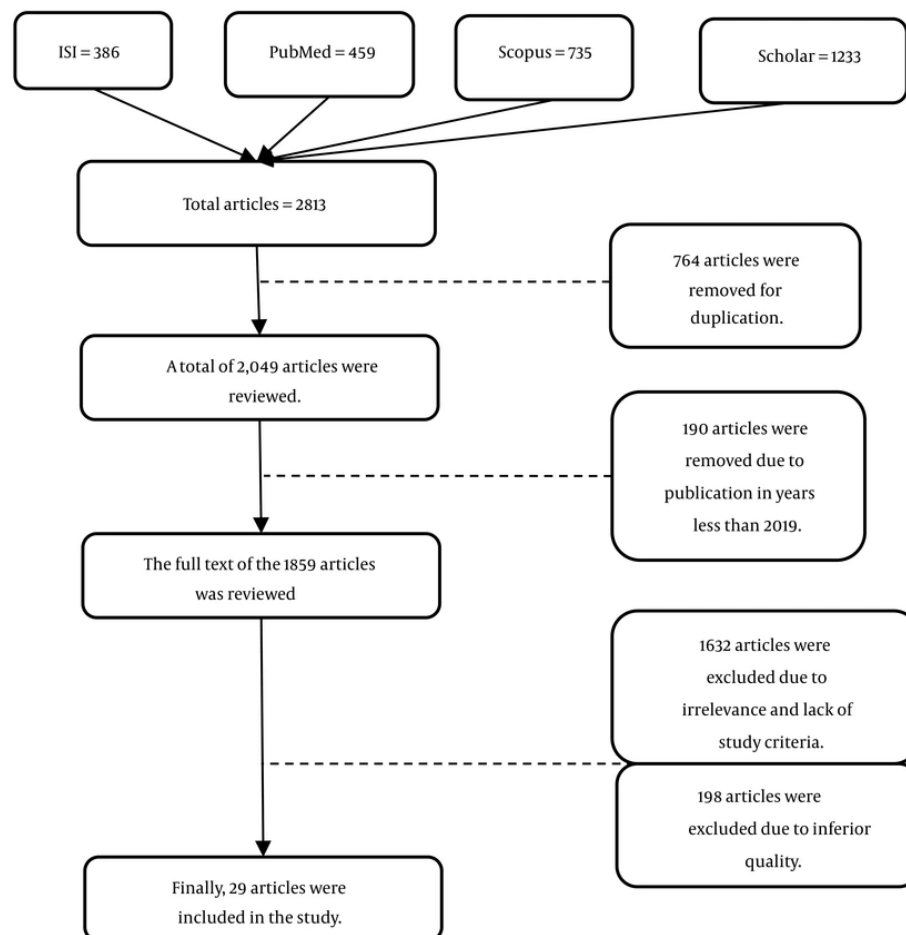 ISI = 386
PubMed = 459
Scopus = 735
Scholar = 1233
Total articles = 2813
764 articles were
removed for
duplication.
A total of 2,049 articles were
reviewed.
190 articles were
removed due to
publication in years
less than 2019.
The full text of the 1859 articles
was reviewed
1632 articles were
excluded due to
irrelevance and lack of
study criteria.
198 articles were
excluded due to inferior
quality.
Finally, 29 articles were
included in the study.